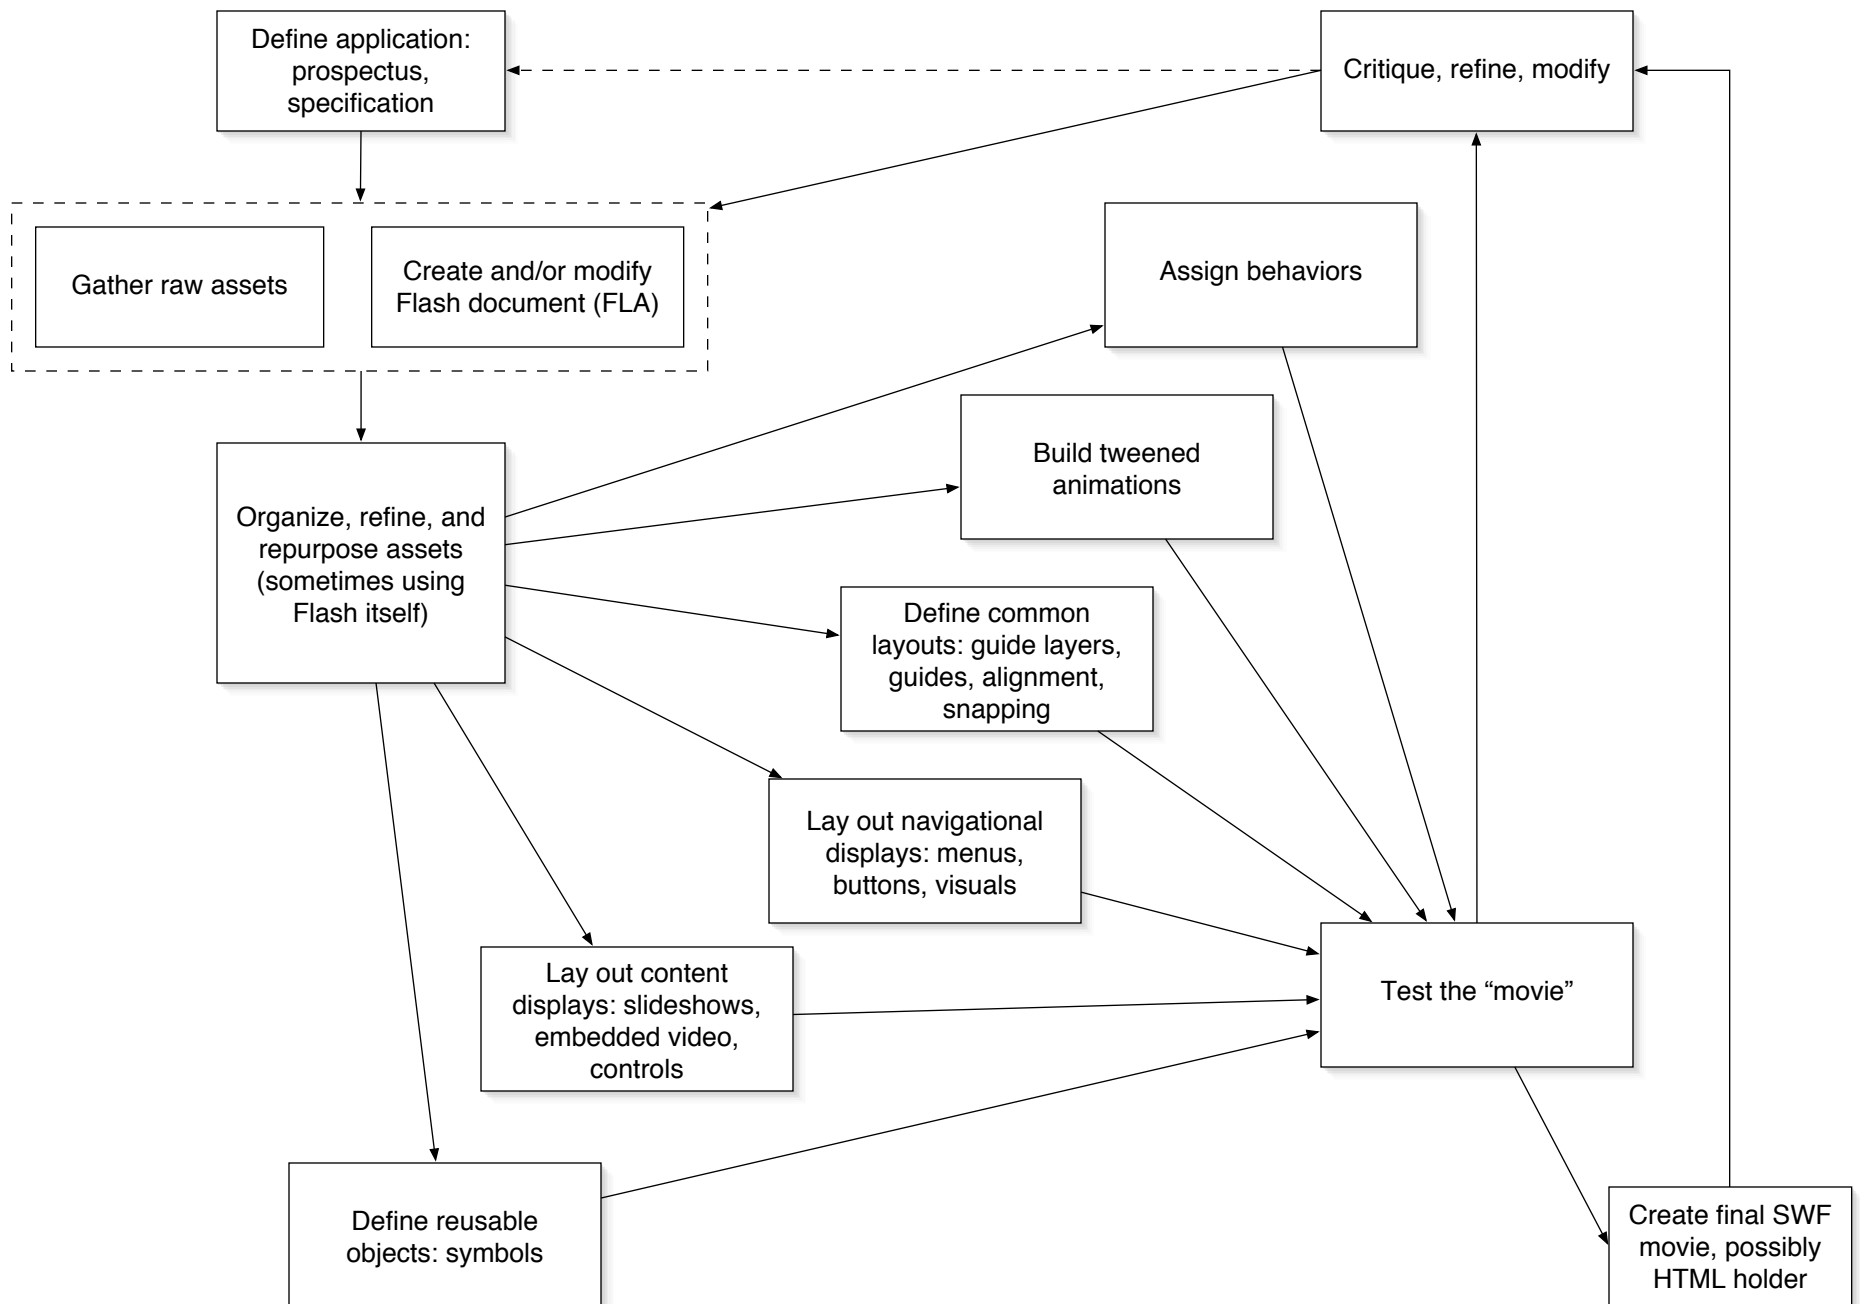 Define application:
prospectus,
specification
Critique, refine, modify
Gather raw assets
Create and/or modify
Flash document (FLA)
Assign behaviors
Build tweened
animations
Organize, refine, and
repurpose assets
(sometimes using
Flash itself)
Define common
layouts: guide layers,
guides, alignment,
snapping
Lay out navigational
displays: menus,
buttons, visuals
Lay out content
displays: slideshows,
embedded video,
controls
Test the “movie”
Define reusable
objects: symbols
Create final SWF
movie, possibly
HTML holder